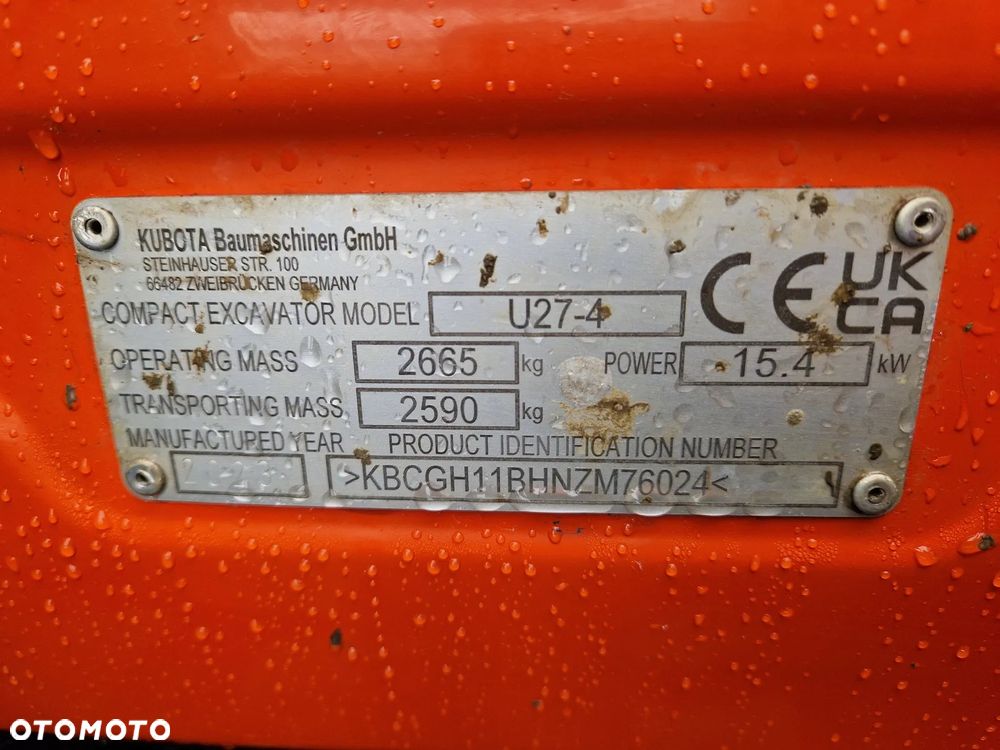 KUBOTA Baumaschinen GmbH
STEINHAUSER STR. 100
66482 ZWEIBRÜCKEN GERMANY
CE UK
CA
COMPACT EXCAVATOR MODEL U27-4
OPERATING MASS 2665 kg POWER 15.4 kW
TRANSPORTING MASS 2590 kg
MANUFACTURED YEAR PRODUCT IDENTIFICATION NUMBER
2023 >KBCGH11BHNZM76024<
OTOMOTO